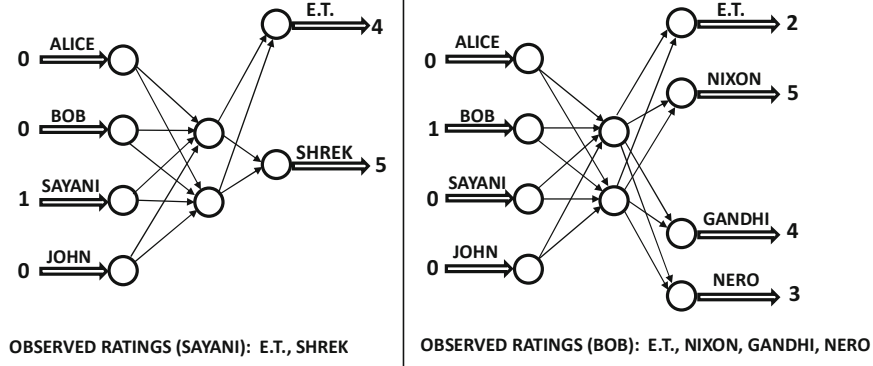 E.T.
4
0 ALICE
0 BOB
1 SAYANI
SHREK 5
0 JOHN
OBSERVED RATINGS (SAYANI): E.T., SHREK
E.T. 2
0 ALICE
NIXON 5
1 BOB
0 SAYANI
GANDHI 4
0 JOHN
NERO 3
OBSERVED RATINGS (BOB): E.T., NIXON, GANDHI, NERO